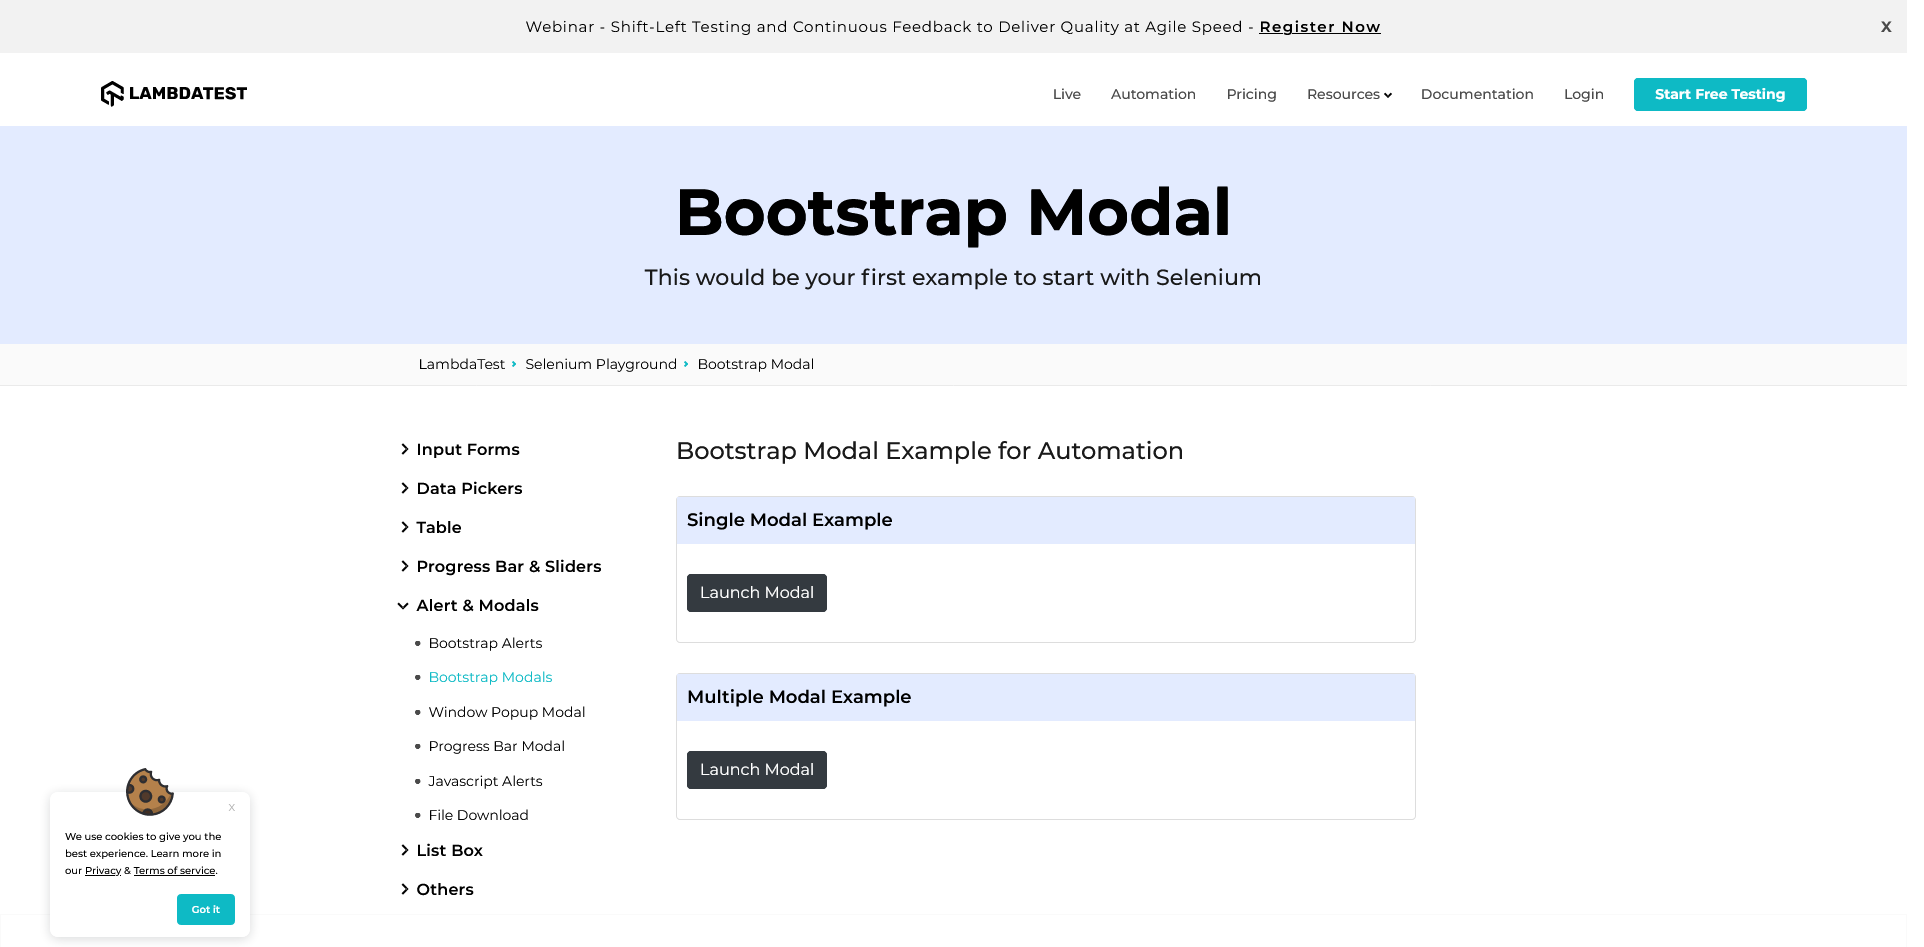 Webinar - Shift-Left Testing and Continuous Feedback to Deliver Quality at Agile Speed - Register Now
X
LAMBDATEST
Live
Automation
Pricing
Resources
Documentation
Login
Start Free Testing
Bootstrap Modal
This would be your first example to start with Selenium
LambdaTest
Selenium Playground
Bootstrap Modal
Input Forms
Data Pickers
Table
Progress Bar & Sliders
Alert & Modals
Bootstrap Alerts
Bootstrap Modals
Window Popup Modal
Progress Bar Modal
Javascript Alerts
File Download
List Box
Others
Bootstrap Modal Example for Automation
Single Modal Example
Launch Modal
Multiple Modal Example
Launch Modal
X
We use cookies to give you the
best experience. Learn more in
our Privacy & Terms of service.
Got it